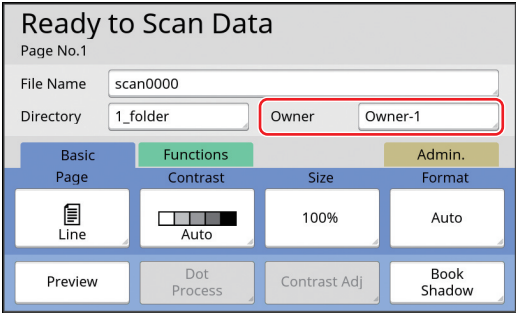 Ready to Scan Data
Page No.1
File Name scan0000
Directory 1_folder Owner Owner-1
Basic Functions Admin.
Page Contrast Size Format
Line Auto 100% Auto
Preview Dot Process Contrast Adj Book Shadow